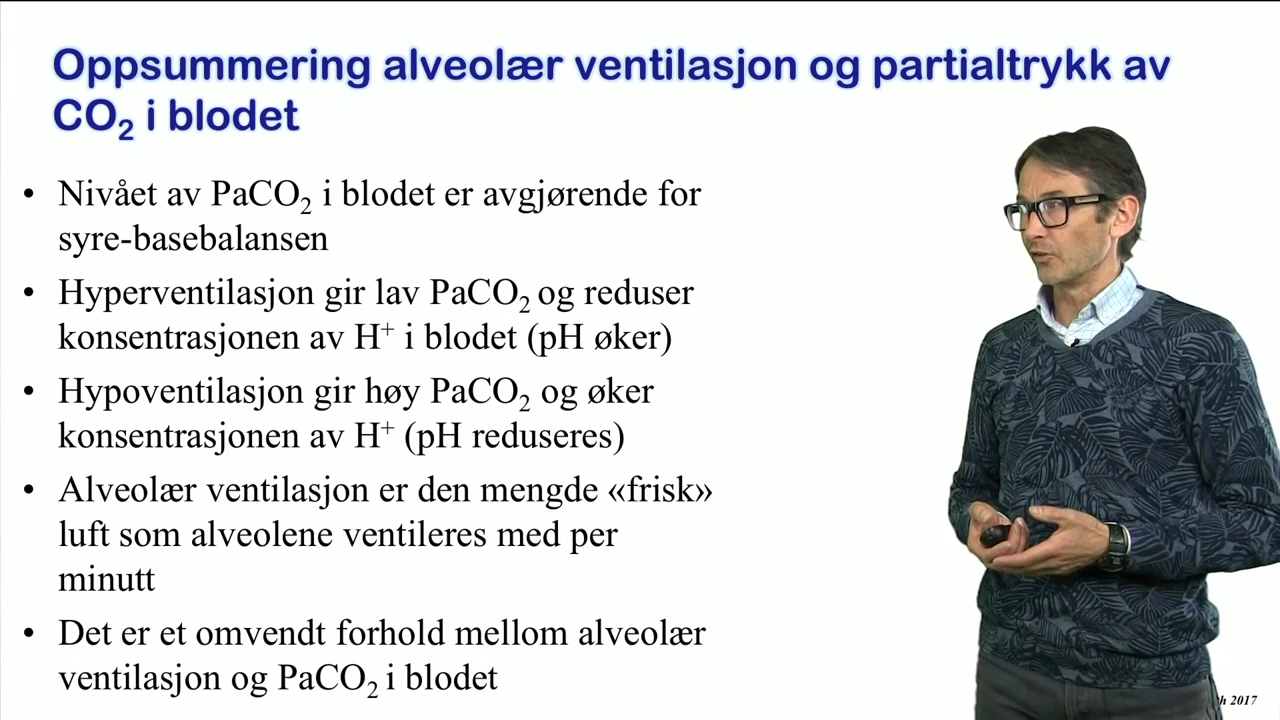 Oppsummering alveolær ventilasjon og partialtrykk av
CO₂ i blodet
• Nivået av PaCO₂ i blodet er avgjørende for
syre-basebalansen
• Hyperventilasjon gir lav PaCO₂ og reduser
konsentrasjonen av H⁺ i blodet (pH øker)
• Hypoventilasjon gir høy PaCO₂ og øker
konsentrasjonen av H⁺ (pH reduseres)
• Alveolær ventilasjon er den mengde «frisk»
luft som alveolene ventileres med per
minutt
• Det er et omvendt forhold mellom alveolær
ventilasjon og PaCO₂ i blodet
2017